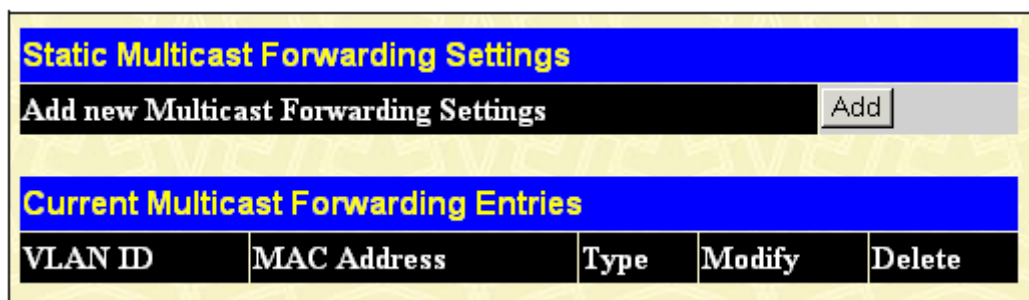 Static Multicast Forwarding Settings
Add new Multicast Forwarding Settings Add
Current Multicast Forwarding Entries
VLAN ID MAC Address Type Modify Delete